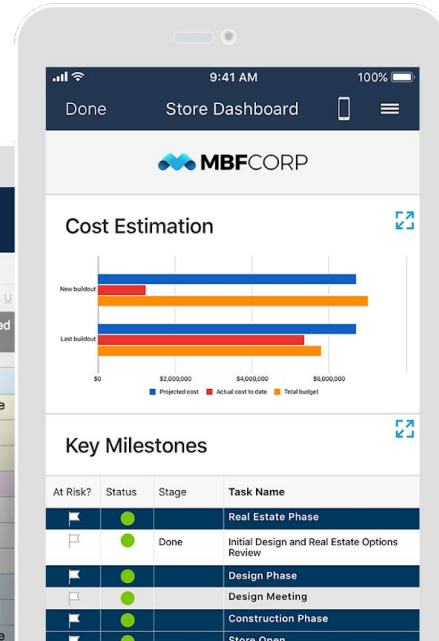 9:41 AM
100%
Done
Store Dashboard
MBFCORP
Cost Estimation
New buildout
Last buildout
$0
$2,000,000
$4,000,000
$6,000,000
Projected cost
Actual cost to date
Total budget
Key Milestones
At Risk?
Status
Stage
Task Name
Real Estate Phase
Done
Initial Design and Real Estate Options
Review
Design Phase
Design Meeting
Construction Phase
Store Open